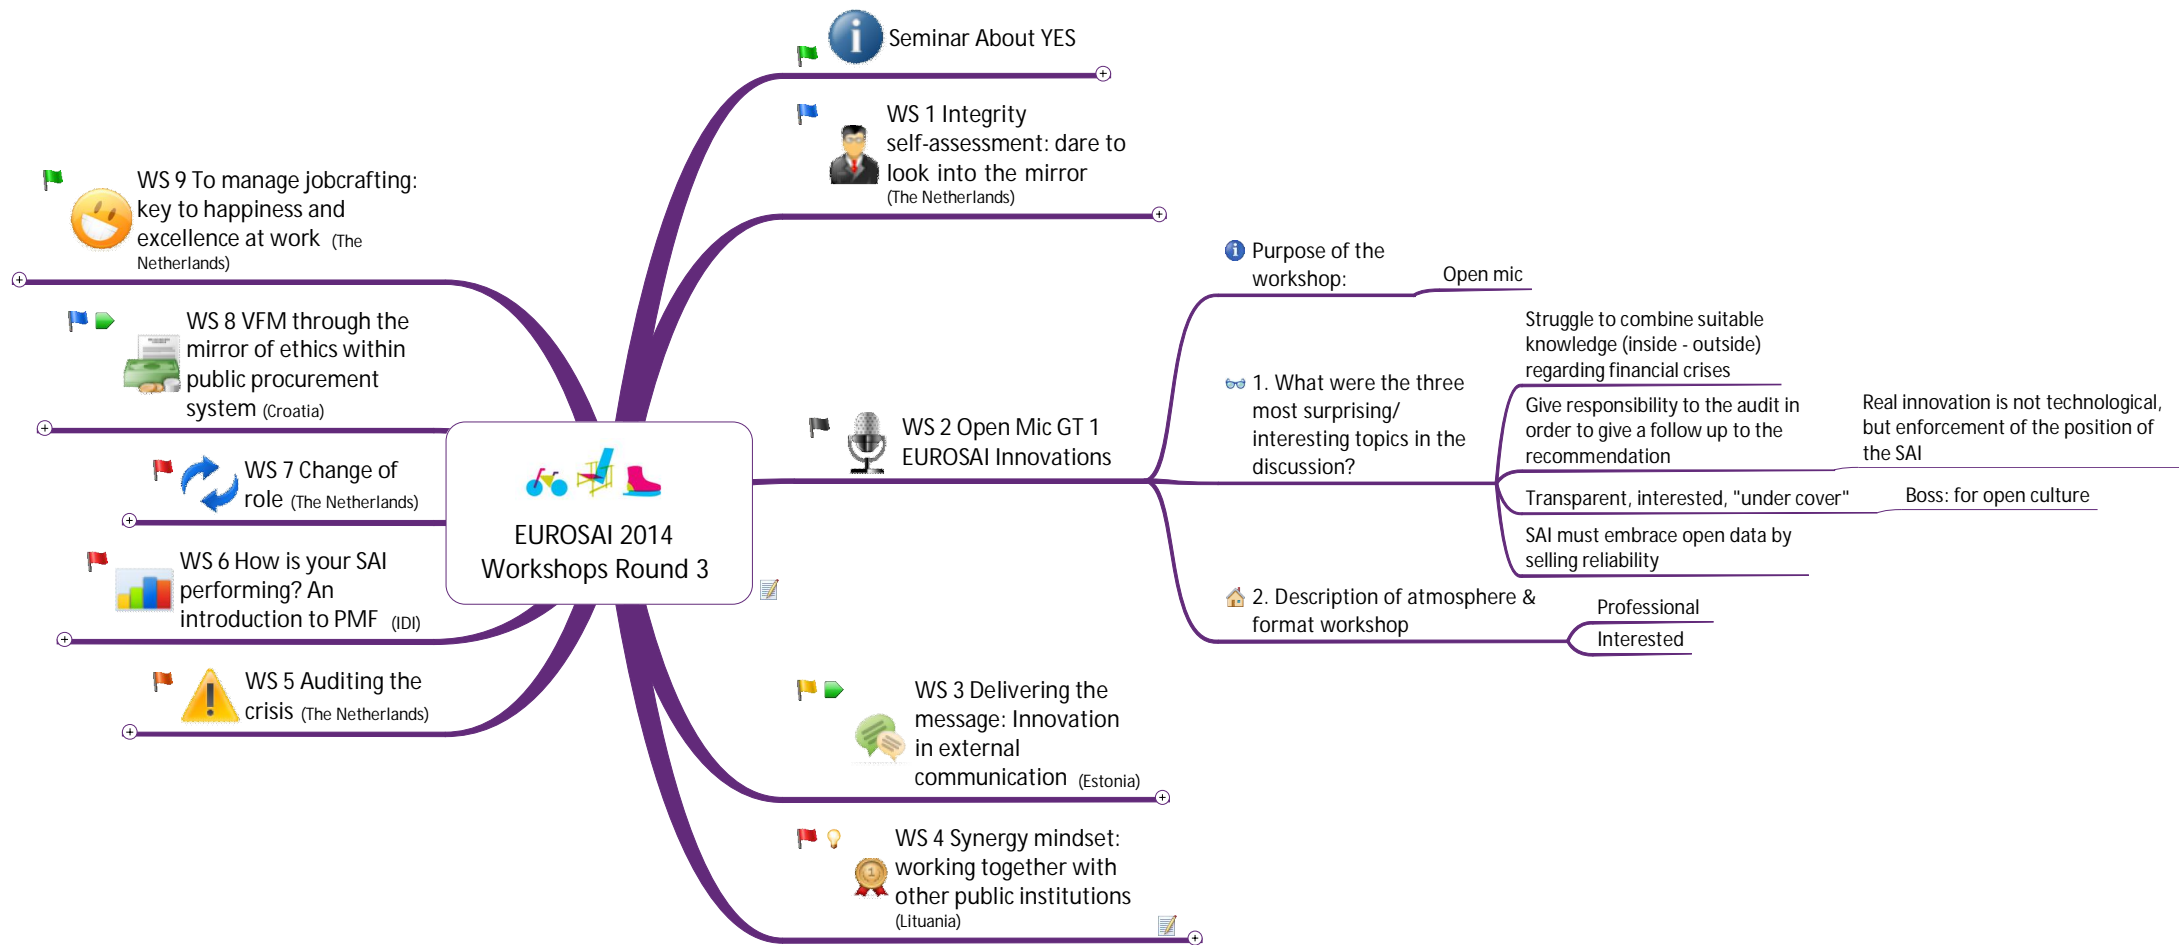 Seminar About YES
WS 1 Integrity
self-assessment: dare to
look into the mirror
(The Netherlands)
WS 9 To manage jobcrafting:
key to happiness and
excellence at work (The
Netherlands)
WS 8 VFM through the
mirror of ethics within
public procurement
system (Croatia)
WS 7 Change of
role (The Netherlands)
WS 6 How is your SAI
performing? An
introduction to PMF (IDI)
WS 5 Auditing the
crisis (The Netherlands)
EUROSAI 2014
Workshops Round 3
WS 2 Open Mic GT 1
EUROSAI Innovations
Purpose of the
workshop:
Open mic
1. What were the three
most surprising/
interesting topics in the
discussion?
Struggle to combine suitable
knowledge (inside - outside)
regarding financial crises
Give responsibility to the audit in
order to give a follow up to the
recommendation
Real innovation is not technological,
but enforcement of the position of
the SAI
Transparent, interested, "under cover"
Boss: for open culture
SAI must embrace open data by
selling reliability
2. Description of atmosphere &
format workshop
Professional
Interested
WS 3 Delivering the
message: Innovation
in external
communication (Estonia)
WS 4 Synergy mindset:
working together with
other public institutions
(Lituania)